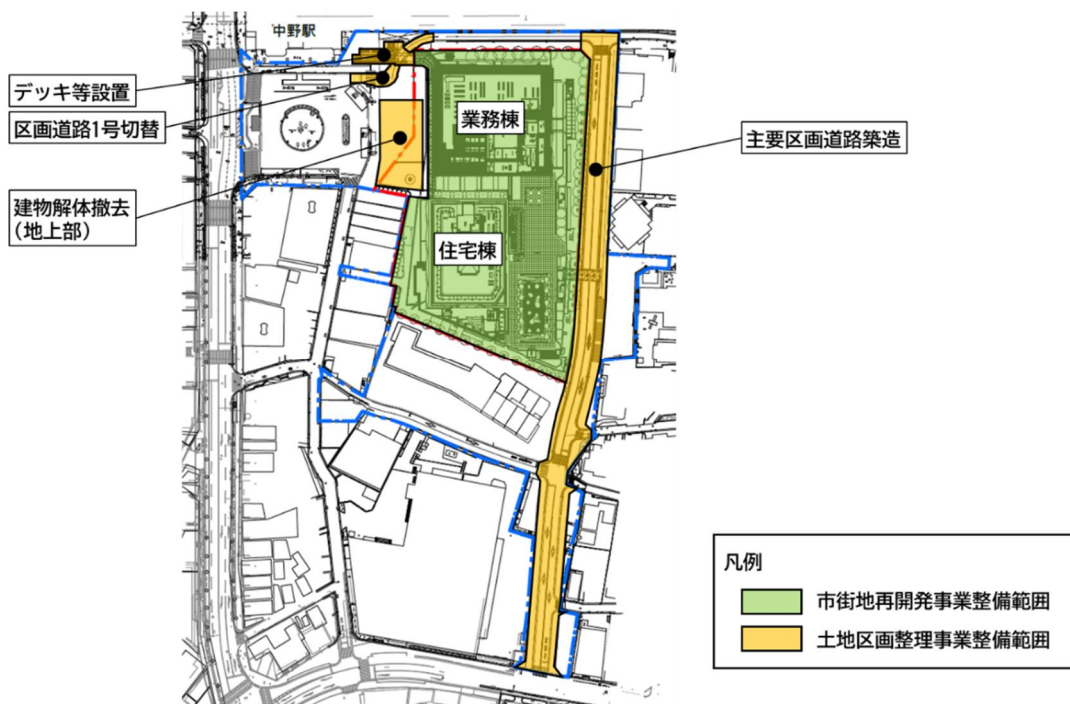 中野駅
デッキ等設置
区画道路1号切替
業務棟
主要区画道路築造
建物解体撤去
(地上部)
住宅棟
凡例
市街地再開発事業整備範囲
土地区画整理事業整備範囲